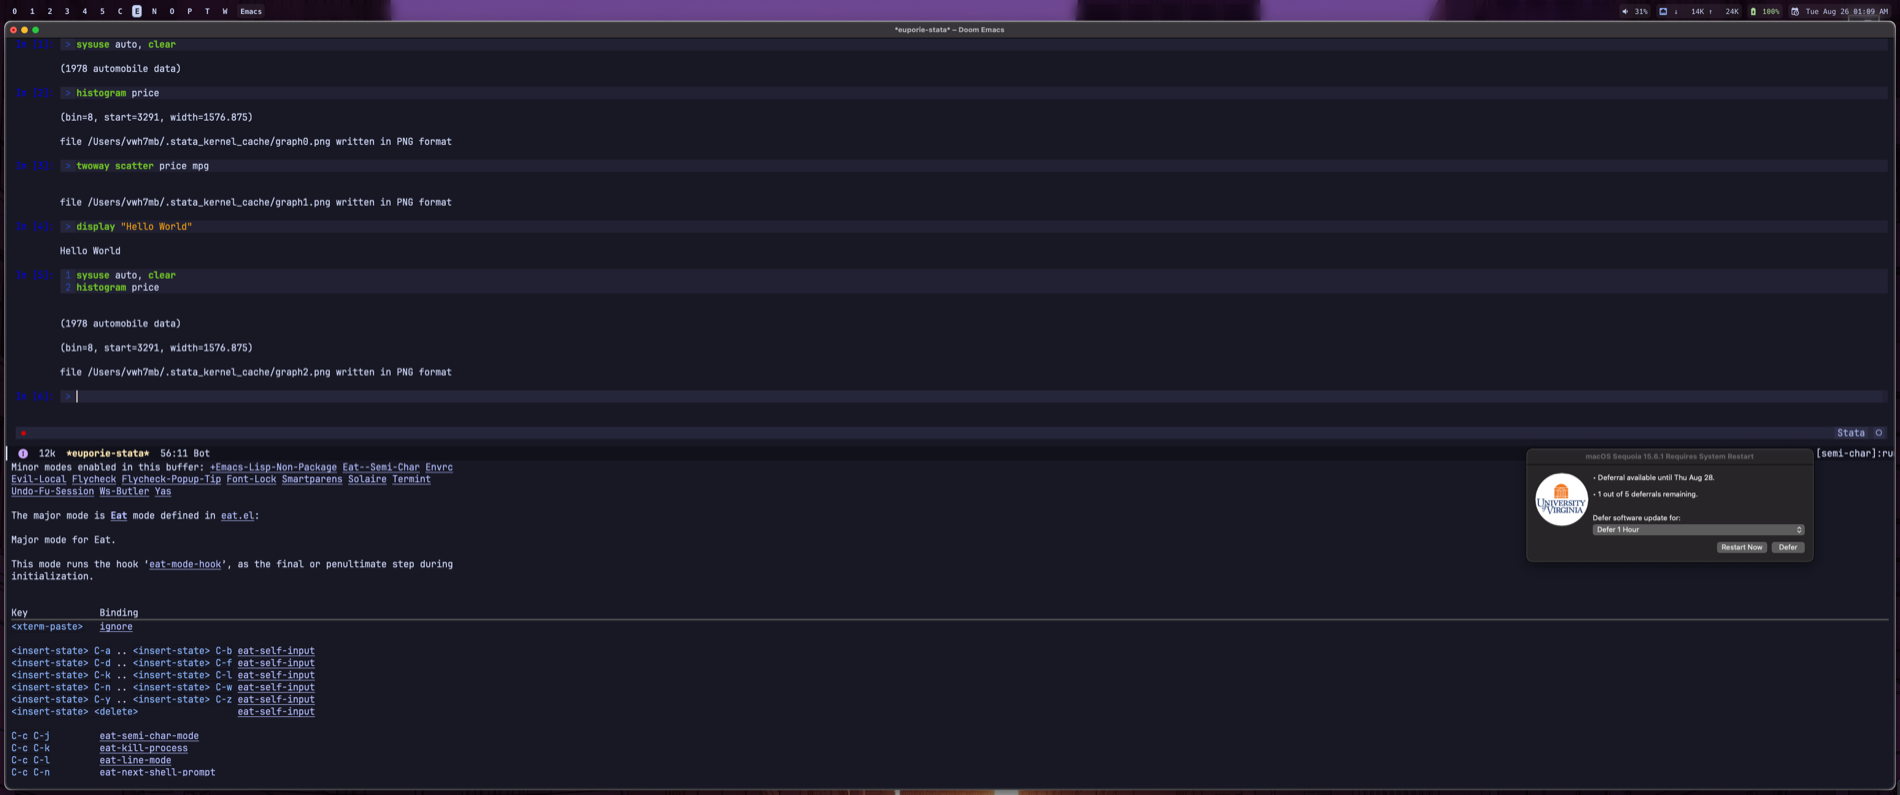 0 1 2 3 4 5 C E N O P T W Emacs
31% ↓ 14K ↑ 24K 100% Tue Aug 26 01:09 AM
*euporie-stata* – Doom Emacs
In [1] > sysuse auto, clear
(1978 automobile data)
In [2] > histogram price
(bin=8, start=3291, width=1576.875)
file /Users/vwh7mb/.stata_kernel_cache/graph0.png written in PNG format
In [3] > twoway scatter price mpg
file /Users/vwh7mb/.stata_kernel_cache/graph1.png written in PNG format
In [4] > display "Hello World"
Hello World
In [5] 1 sysuse auto, clear
2 histogram price
(1978 automobile data)
(bin=8, start=3291, width=1576.875)
file /Users/vwh7mb/.stata_kernel_cache/graph2.png written in PNG format
In [6] >
Stata
12k *euporie-stata* 56:11 Bot
[semi-char]:ru
Minor modes enabled in this buffer: +Emacs-Lisp-Non-Package Eat--Semi-Char Envrc
Evil-Local Flycheck Flycheck-Popup-Tip Font-Lock Smartparens Solaire Termint
Undo-Fu-Session Ws-Butler Yas
The major mode is Eat mode defined in eat.el:
Major mode for Eat.
This mode runs the hook ‘eat-mode-hook’, as the final or penultimate step during
initialization.
Key Binding
<xterm-paste> ignore
<insert-state> C-a .. <insert-state> C-b eat-self-input
<insert-state> C-d .. <insert-state> C-f eat-self-input
<insert-state> C-k .. <insert-state> C-l eat-self-input
<insert-state> C-n .. <insert-state> C-w eat-self-input
<insert-state> C-y .. <insert-state> C-z eat-self-input
<insert-state> <delete> eat-self-input
C-c C-j eat-semi-char-mode
C-c C-k eat-kill-process
C-c C-l eat-line-mode
C-c C-n eat-next-shell-prompt
macOS Sequoia 15.6.1 Requires System Restart
• Deferral available until Thu Aug 28.
• 1 out of 5 deferrals remaining.
UNIVERSITY
of VIRGINIA
Defer software update for:
Defer 1 Hour
Restart Now Defer